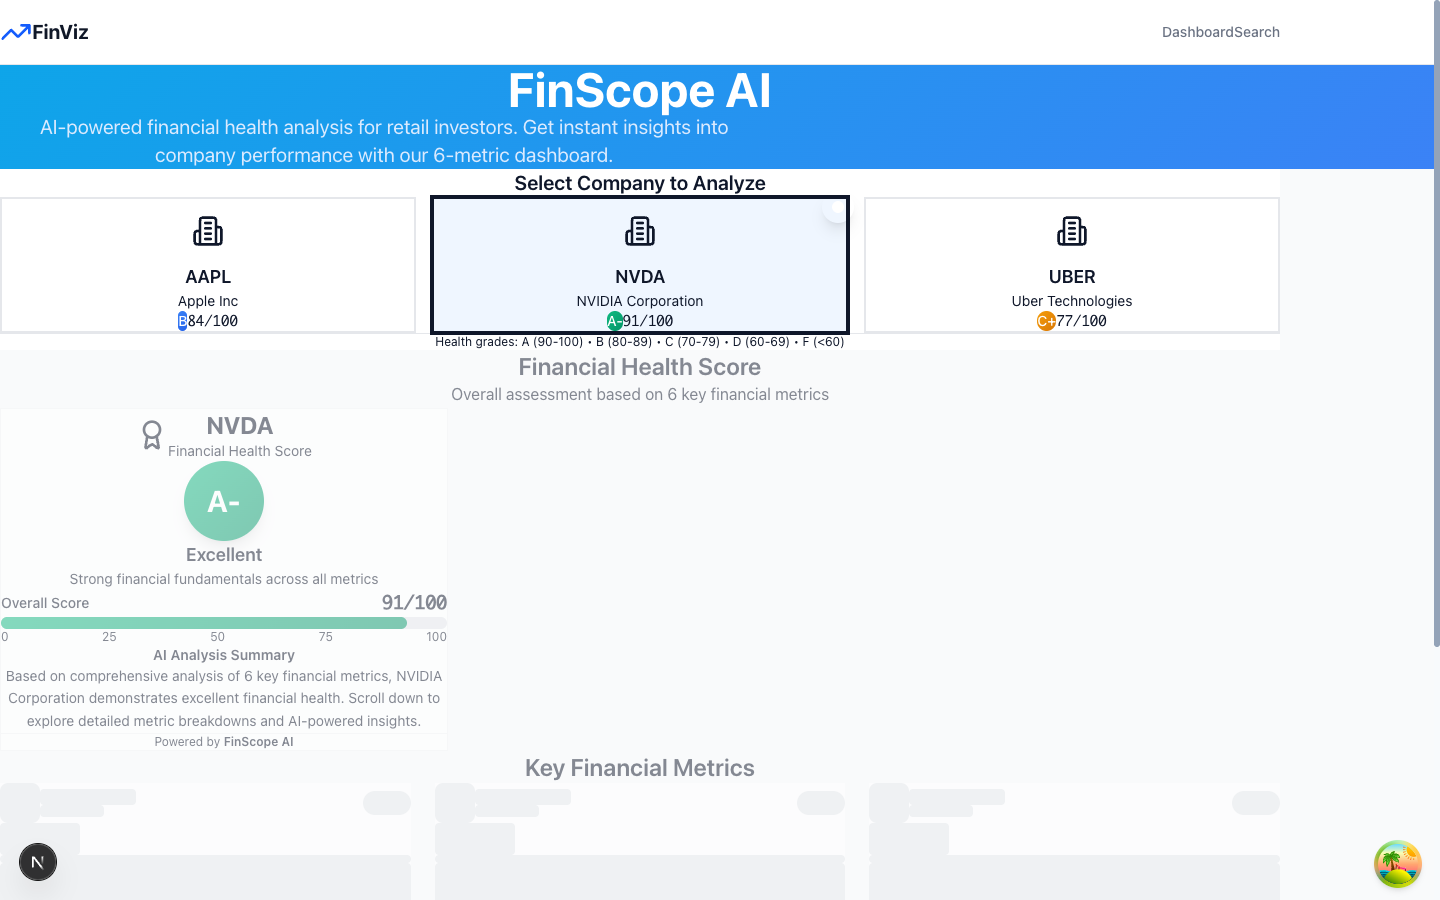 FinViz
DashboardSearch
FinScope AI
AI-powered financial health analysis for retail investors. Get instant insights into
company performance with our 6-metric dashboard.
Select Company to Analyze
AAPL
Apple Inc
B84/100
NVDA
NVIDIA Corporation
A-91/100
UBER
Uber Technologies
C+77/100
Health grades: A (90-100) • B (80-89) • C (70-79) • D (60-69) • F (<60)
Financial Health Score
Overall assessment based on 6 key financial metrics
NVDA
Financial Health Score
A-
Excellent
Strong financial fundamentals across all metrics
Overall Score 91/100
0 25 50 75 100
AI Analysis Summary
Based on comprehensive analysis of 6 key financial metrics, NVIDIA
Corporation demonstrates excellent financial health. Scroll down to
explore detailed metric breakdowns and AI-powered insights.
Powered by FinScope AI
Key Financial Metrics
N